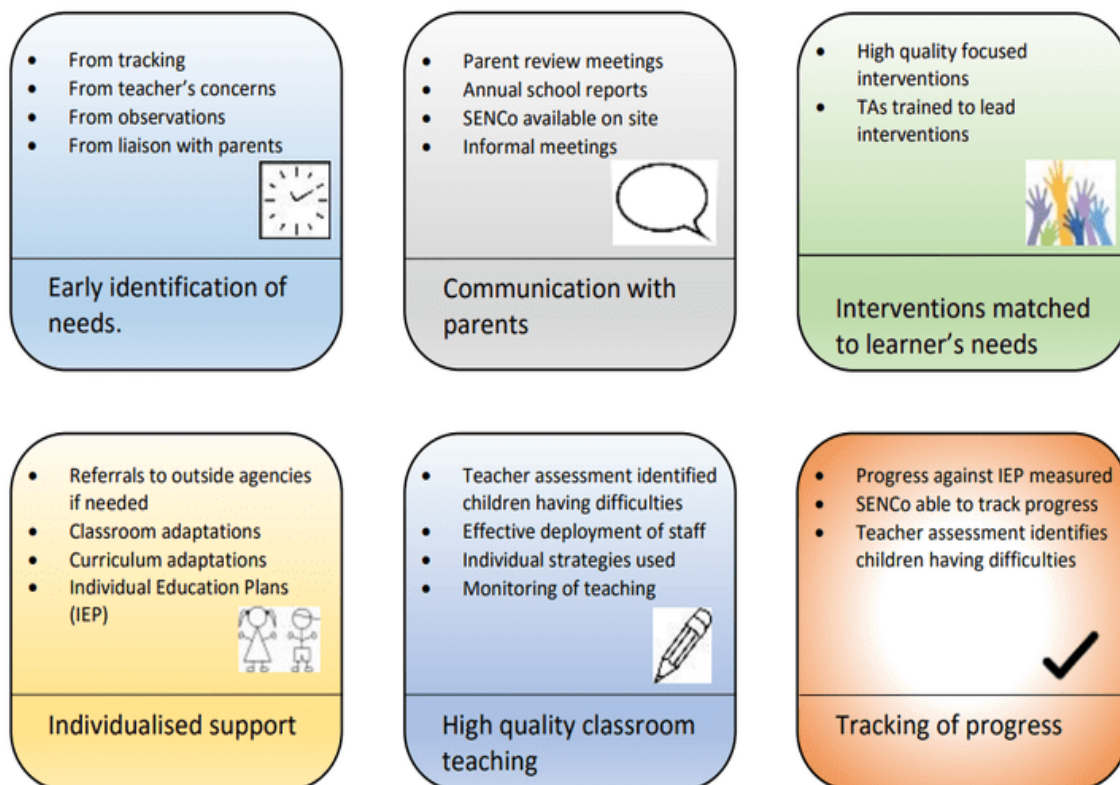 • From tracking
• From teacher's concerns
• From observations
• From liaison with parents
Early identification of
needs.
• Parent review meetings
• Annual school reports
• SENCo available on site
• Informal meetings
Communication with
parents
• High quality focused
interventions
• TAs trained to lead
interventions
Interventions matched
to learner's needs
• Referrals to outside agencies
if needed
• Classroom adaptations
• Curriculum adaptations
• Individual Education Plans
(IEP)
Individualised support
• Teacher assessment identified
children having difficulties
• Effective deployment of staff
• Individual strategies used
• Monitoring of teaching
High quality classroom
teaching
• Progress against IEP measured
• SENCo able to track progress
• Teacher assessment identifies
children having difficulties
Tracking of progress